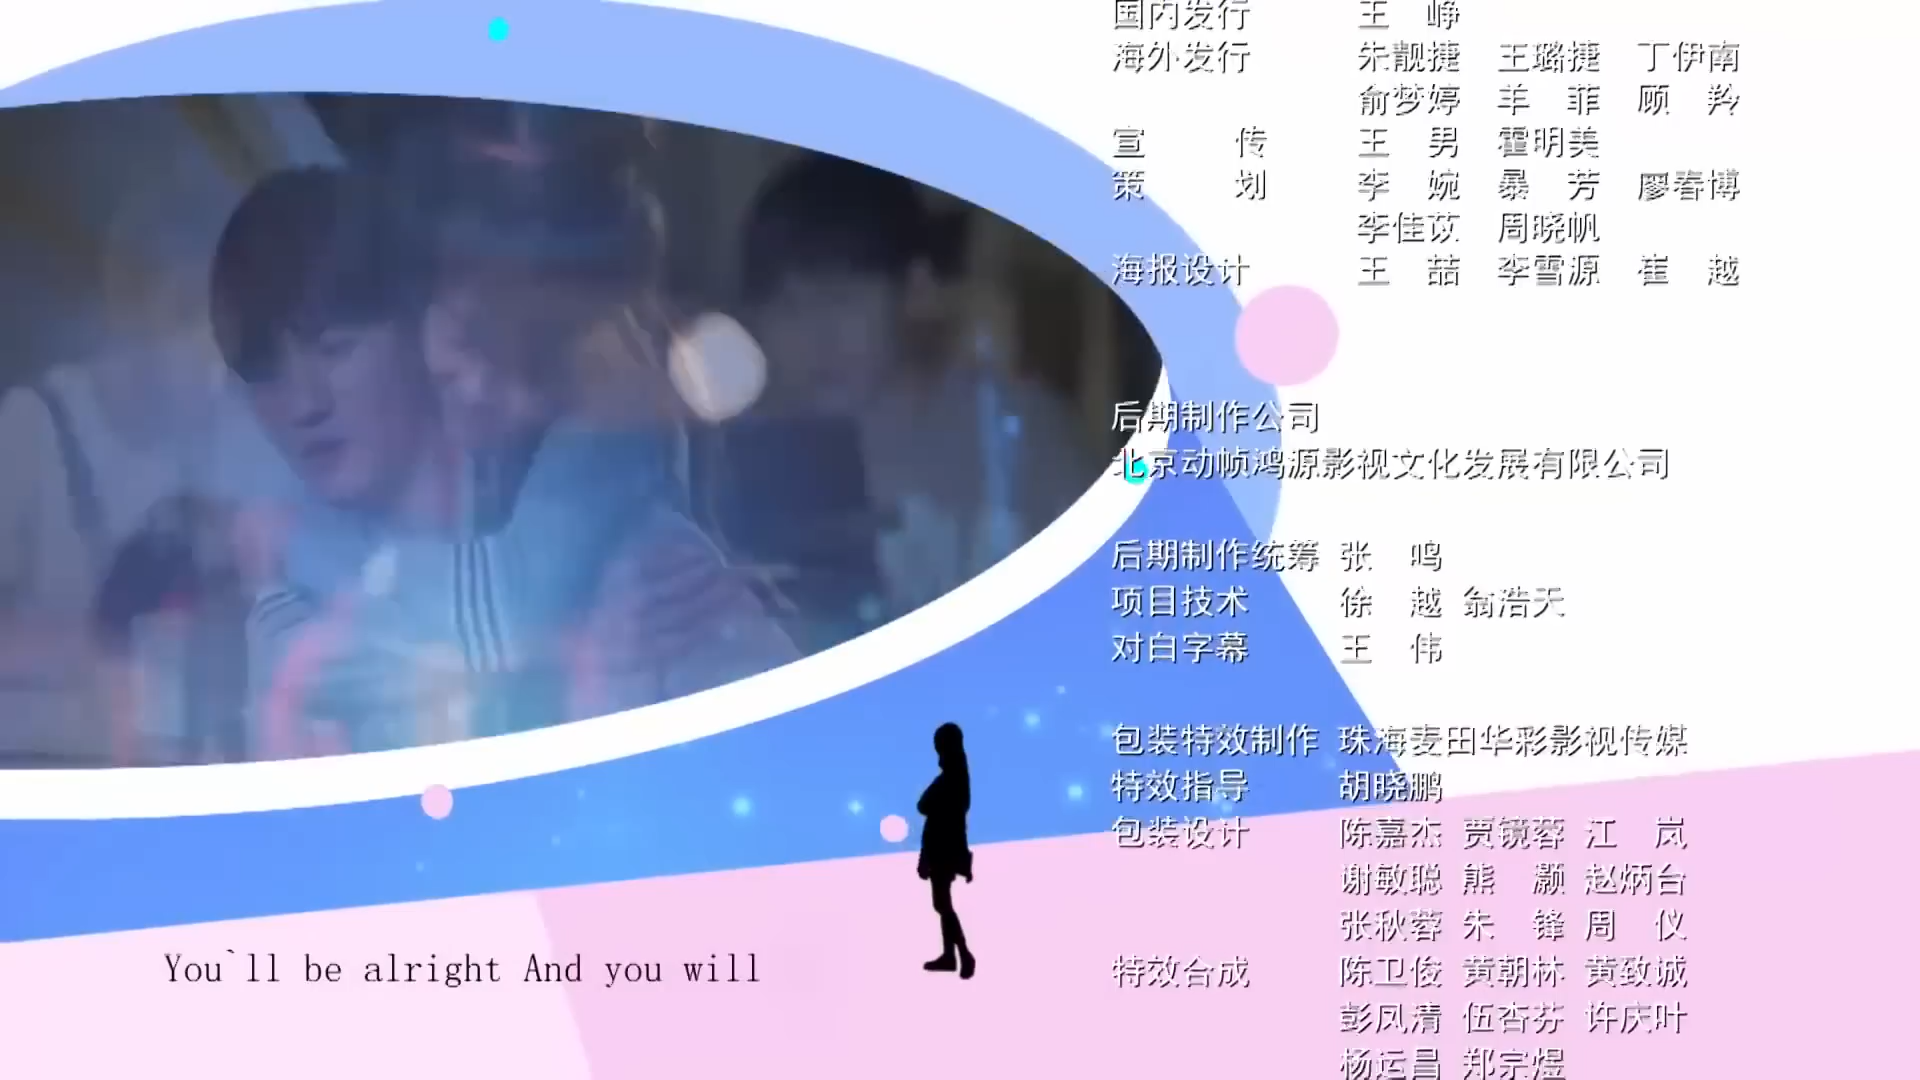 国内发行 王 峥
海外发行 朱靓捷 王璐捷 丁伊南
俞梦婷 羊 菲 顾 羚
宣 传 王 男 霍明美
策 划 李 婉 暴 芳 廖春博
李佳苡 周晓帆
海报设计 王 喆 李雪源 崔 越
后期制作公司
北京动帧鸿源影视文化发展有限公司
后期制作统筹 张 鸣
项目技术 徐 越 翁浩天
对白字幕 王 伟
包装特效制作 珠海麦田华彩影视传媒
特效指导 胡晓鹏
包装设计 陈嘉杰 贾镜蓉 江 岚
谢敏聪 熊 灏 赵炳台
张秋蓉 朱 锋 周 仪
特效合成 陈卫俊 黄朝林 黄致诚
彭凤清 伍杏芬 许庆叶
杨运昌 郑宗煜
You`ll be alright And you will